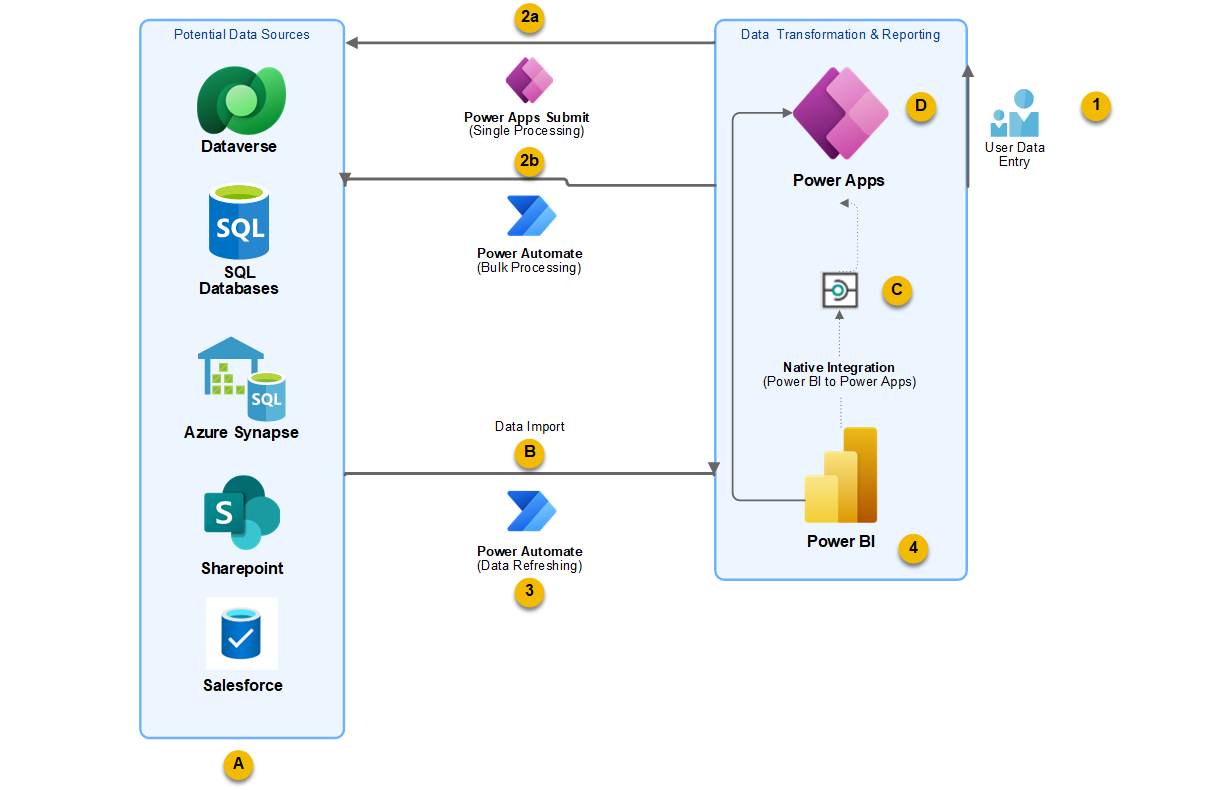 2a
Potential Data Sources
Data Transformation & Reporting
Dataverse
Power Apps Submit
(Single Processing)
D
1
User Data
Entry
2b
Power Apps
SQL
SQL
Databases
Power Automate
(Bulk Processing)
C
Native Integration
(Power BI to Power Apps)
SQL
Azure Synapse
Data Import
B
S
Sharepoint
Power Automate
(Data Refreshing)
3
Power BI
4
Salesforce
A